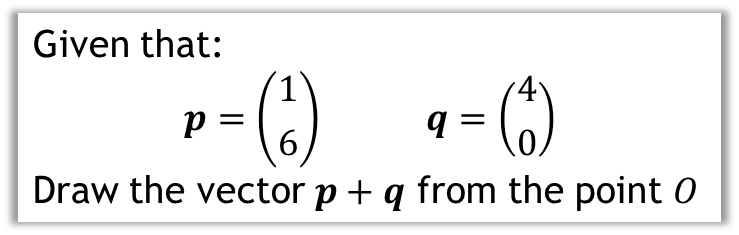 Given that:
p = (1 6) q = (4 0)
Draw the vector p + q from the point O